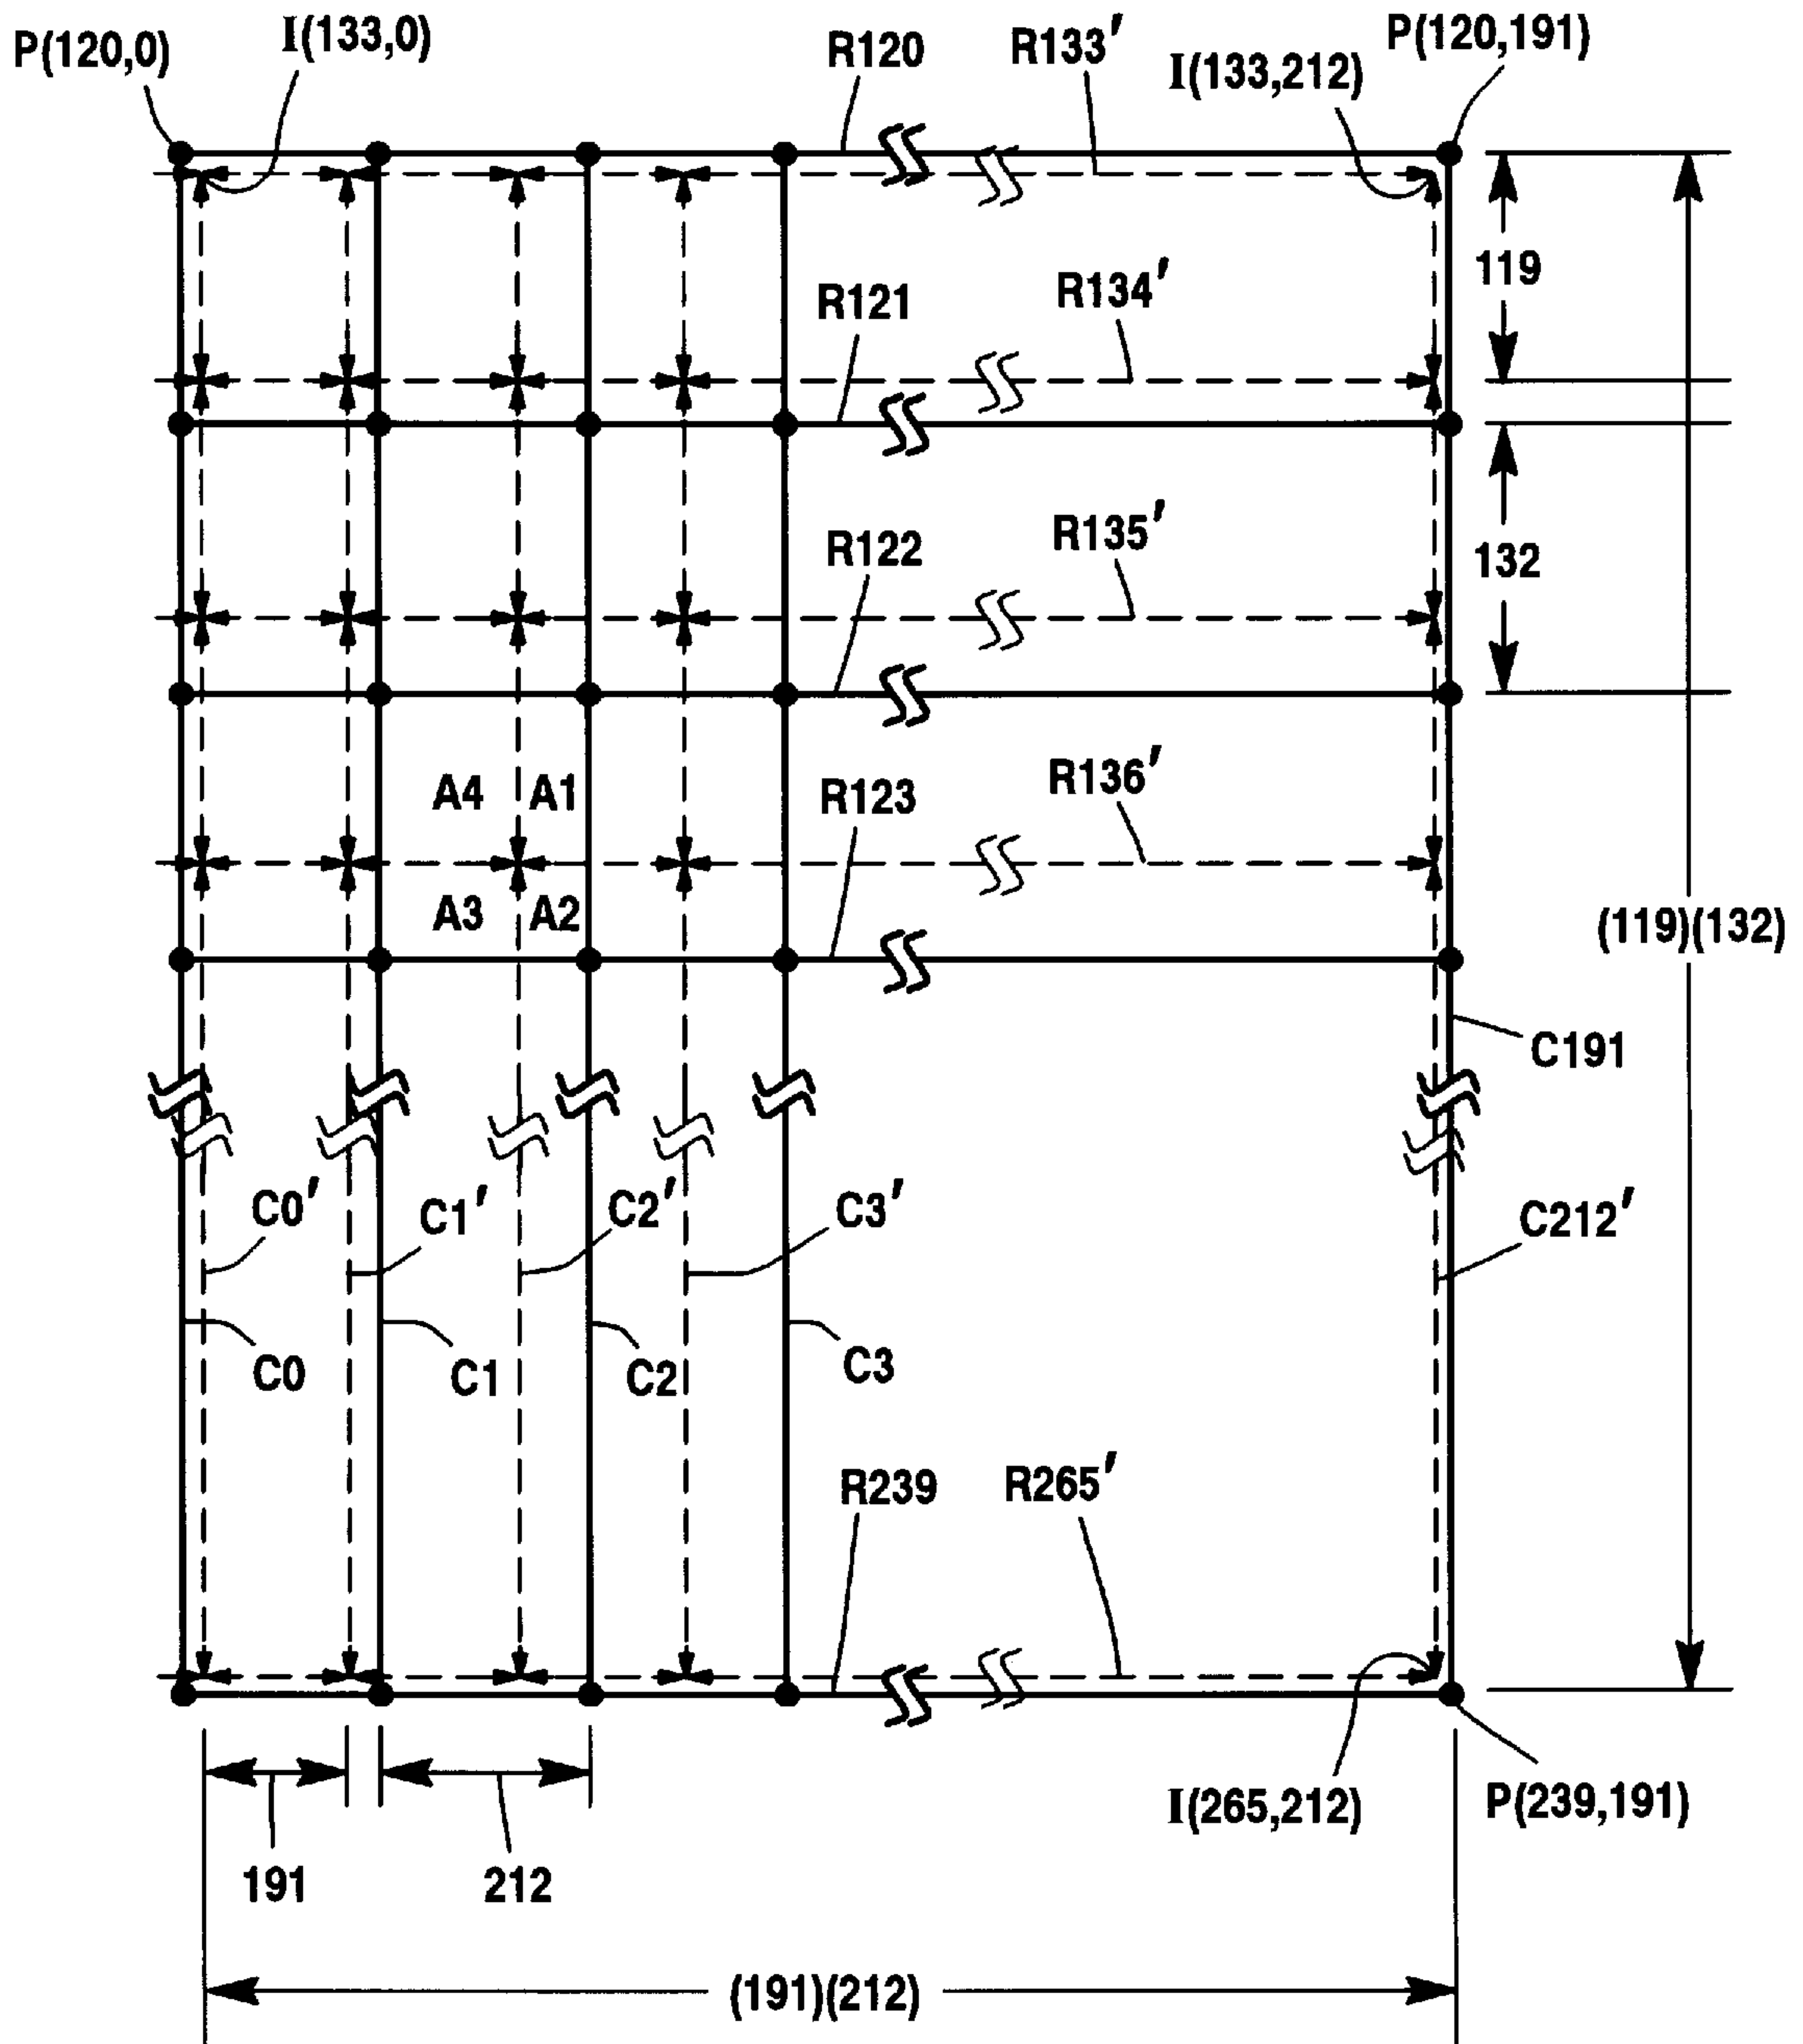 P(120,0)
I(133,0)
R120
R133′
I(133,212)
P(120,191)
119
R121
R134′
R122
R135′
132
A4
A1
R123
R136′
A3
A2
(119)(132)
C191
C0′
C1′
C2′
C3′
C212′
C0
C1
C2
C3
R239
R265′
I(265,212)
P(239,191)
191
212
(191)(212)